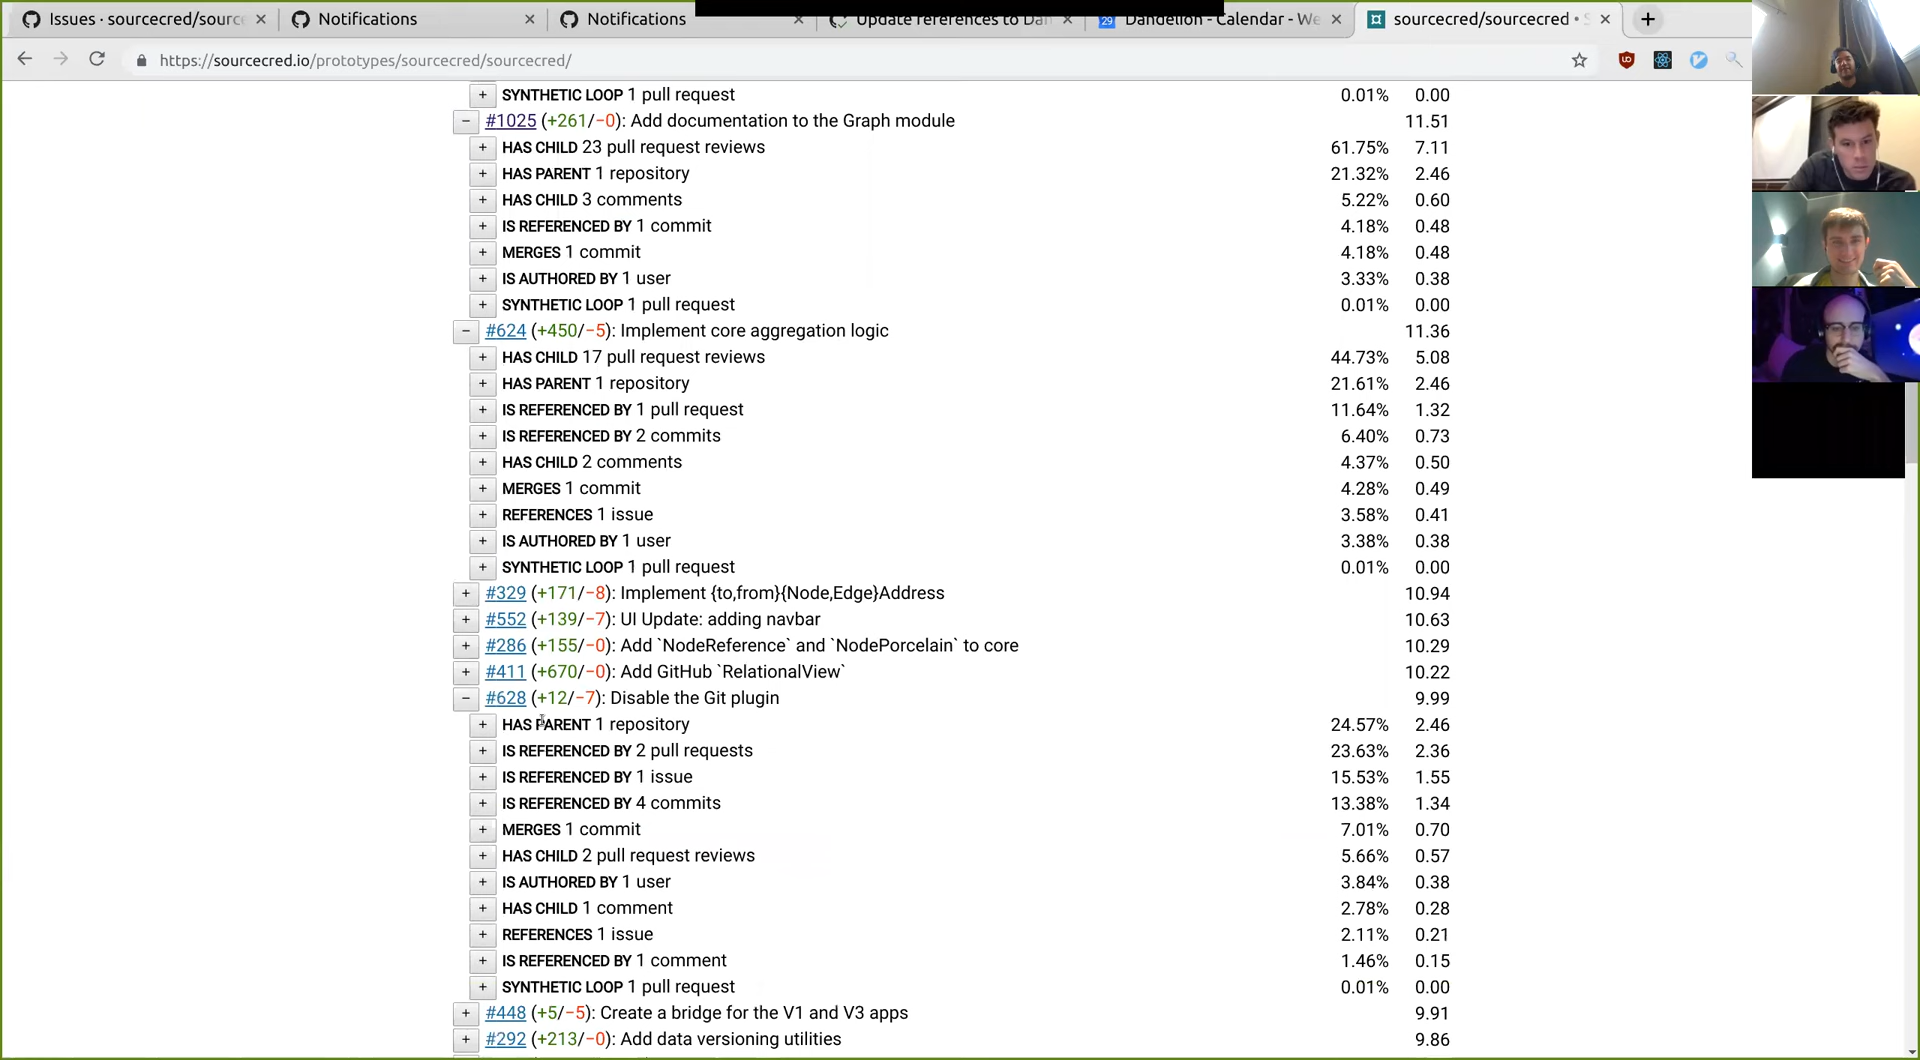 Issues · sourcecred/source
Notifications
Notifications
Update references to Dan
29 Dandelion - Calendar - We
sourcecred/sourcecred •
https://sourcecred.io/prototypes/sourcecred/sourcecred/
+ SYNTHETIC LOOP 1 pull request 0.01% 0.00
− #1025 (+261/−0): Add documentation to the Graph module 11.51
+ HAS CHILD 23 pull request reviews 61.75% 7.11
+ HAS PARENT 1 repository 21.32% 2.46
+ HAS CHILD 3 comments 5.22% 0.60
+ IS REFERENCED BY 1 commit 4.18% 0.48
+ MERGES 1 commit 4.18% 0.48
+ IS AUTHORED BY 1 user 3.33% 0.38
+ SYNTHETIC LOOP 1 pull request 0.01% 0.00
− #624 (+450/−5): Implement core aggregation logic 11.36
+ HAS CHILD 17 pull request reviews 44.73% 5.08
+ HAS PARENT 1 repository 21.61% 2.46
+ IS REFERENCED BY 1 pull request 11.64% 1.32
+ IS REFERENCED BY 2 commits 6.40% 0.73
+ HAS CHILD 2 comments 4.37% 0.50
+ MERGES 1 commit 4.28% 0.49
+ REFERENCES 1 issue 3.58% 0.41
+ IS AUTHORED BY 1 user 3.38% 0.38
+ SYNTHETIC LOOP 1 pull request 0.01% 0.00
+ #329 (+171/−8): Implement {to,from}{Node,Edge}Address 10.94
+ #552 (+139/−7): UI Update: adding navbar 10.63
+ #286 (+155/−0): Add `NodeReference` and `NodePorcelain` to core 10.29
+ #411 (+670/−0): Add GitHub `RelationalView` 10.22
− #628 (+12/−7): Disable the Git plugin 9.99
+ HAS PARENT 1 repository 24.57% 2.46
+ IS REFERENCED BY 2 pull requests 23.63% 2.36
+ IS REFERENCED BY 1 issue 15.53% 1.55
+ IS REFERENCED BY 4 commits 13.38% 1.34
+ MERGES 1 commit 7.01% 0.70
+ HAS CHILD 2 pull request reviews 5.66% 0.57
+ IS AUTHORED BY 1 user 3.84% 0.38
+ HAS CHILD 1 comment 2.78% 0.28
+ REFERENCES 1 issue 2.11% 0.21
+ IS REFERENCED BY 1 comment 1.46% 0.15
+ SYNTHETIC LOOP 1 pull request 0.01% 0.00
+ #448 (+5/−5): Create a bridge for the V1 and V3 apps 9.91
+ #292 (+213/−0): Add data versioning utilities 9.86